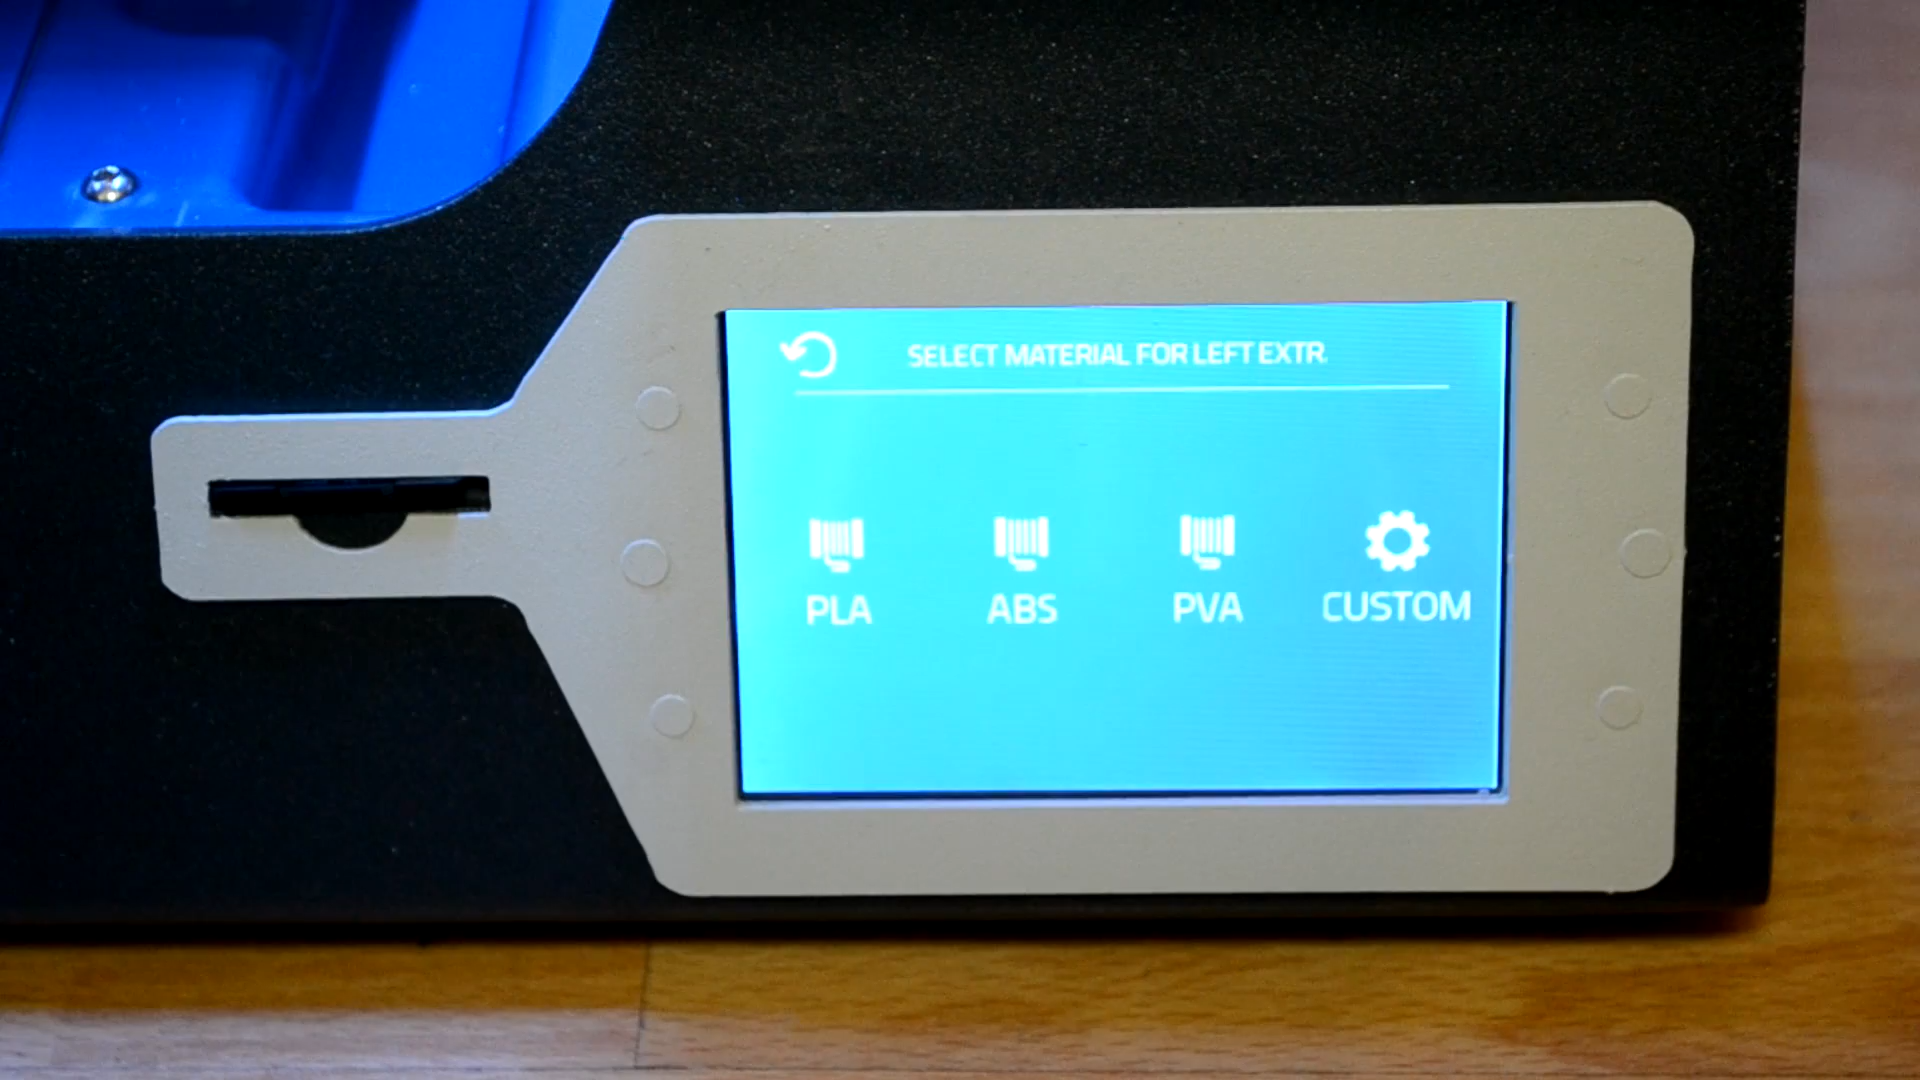 SELECT MATERIAL FOR LEFT EXTR.
PLA
ABS
PVA
CUSTOM